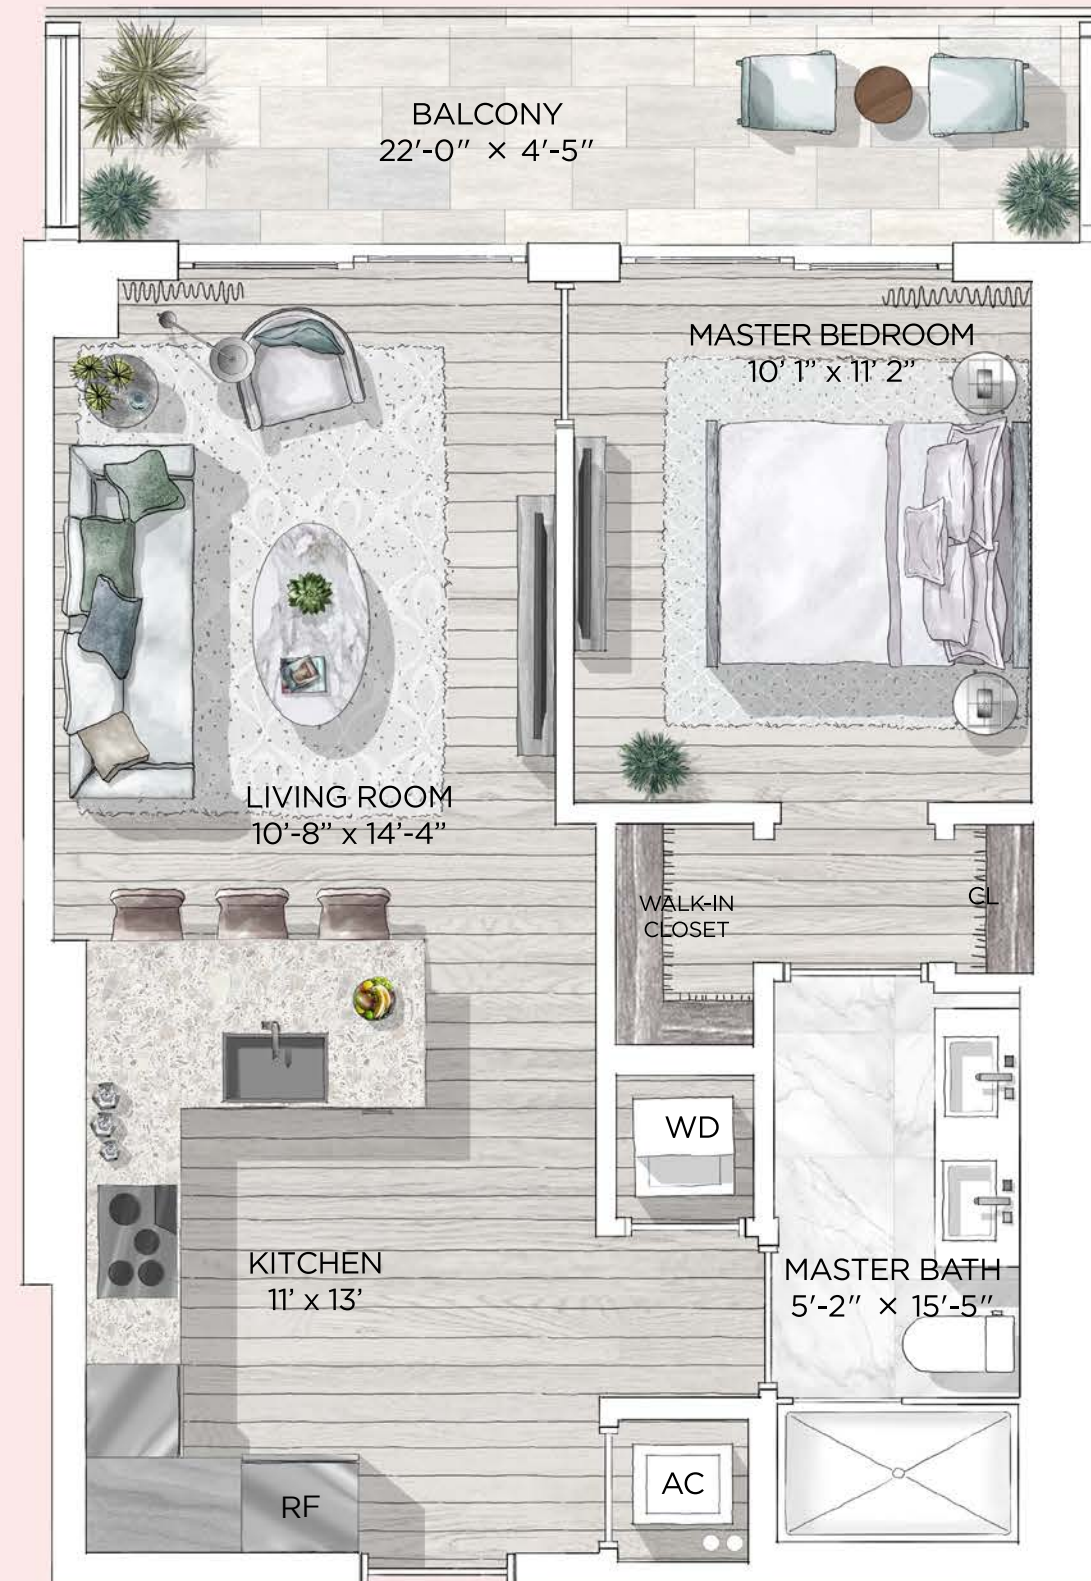 BALCONY
22'-0" × 4'-5"
MASTER BEDROOM
10' 1" x 11' 2"
LIVING ROOM
10'-8" x 14'-4"
WALK-IN
CLOSET
CL
WD
KITCHEN
11' x 13'
MASTER BATH
5'-2" × 15'-5"
AC
RF